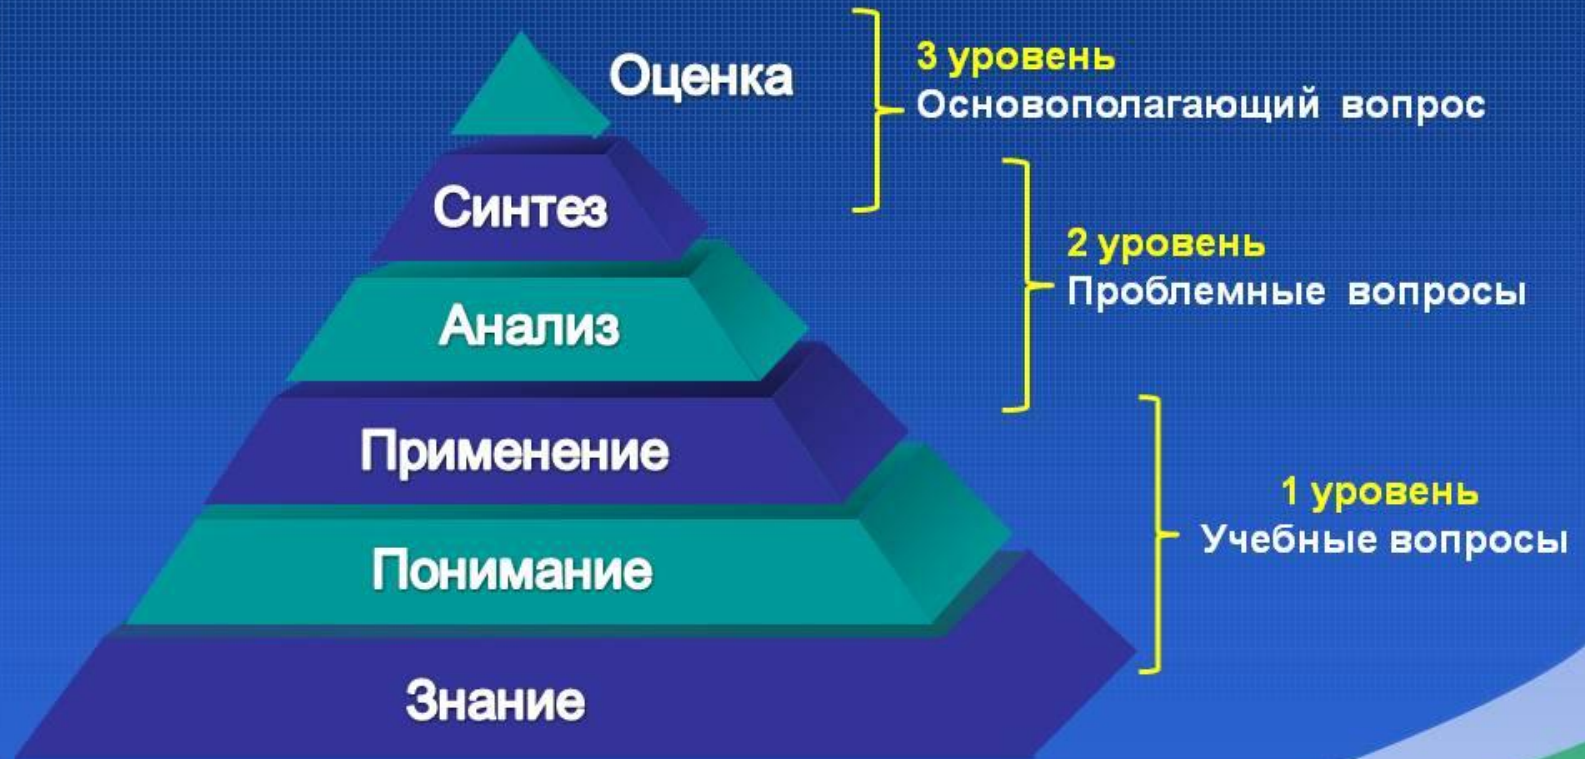 Оценка
3 уровень
Основополагающий вопрос
Синтез
2 уровень
Проблемные вопросы
Анализ
Применение
1 уровень
Учебные вопросы
Понимание
Знание